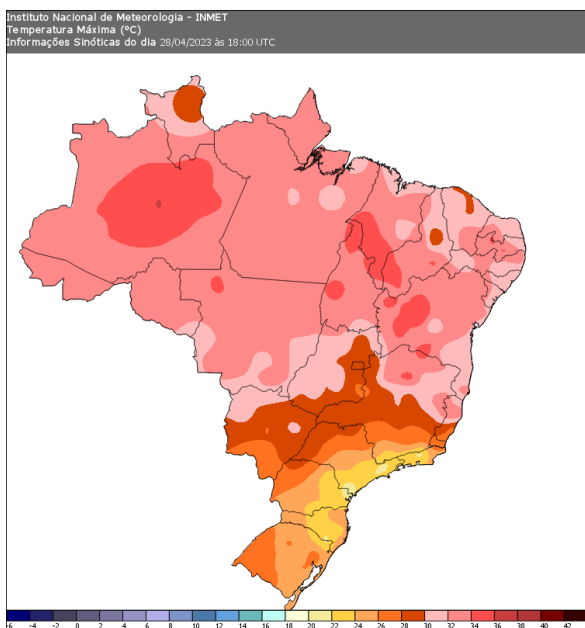 Instituto Nacional de Meteorologia - INMET
Temperatura Máxima (ºC)
Informações Sinóticas do dia 28/04/2023 às 18:00 UTC
-6 -4 -2 0 2 4 6 8 10 12 14 16 18 20 22 24 26 28 30 32 34 36 38 40 42